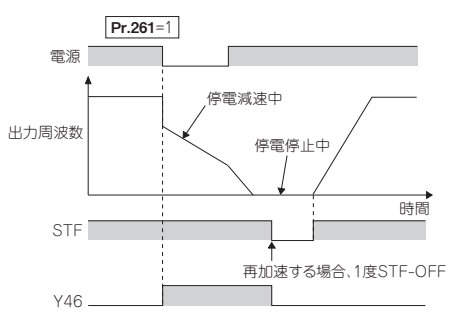 Pr.261=1
電源
停電減速中
出力周波数
停電停止中
時間
STF
再加速する場合、1度STF-OFF
Y46